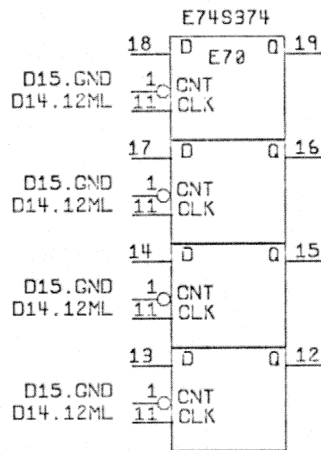 E74S374
18 D Q 19
E70
D15.GND 1 CNT
D14.12ML 11 CLK
17 D Q 16
D15.GND 1 CNT
D14.12ML 11 CLK
14 D Q 15
D15.GND 1 CNT
D14.12ML 11 CLK
13 D Q 12
D15.GND 1 CNT
D14.12ML 11 CLK